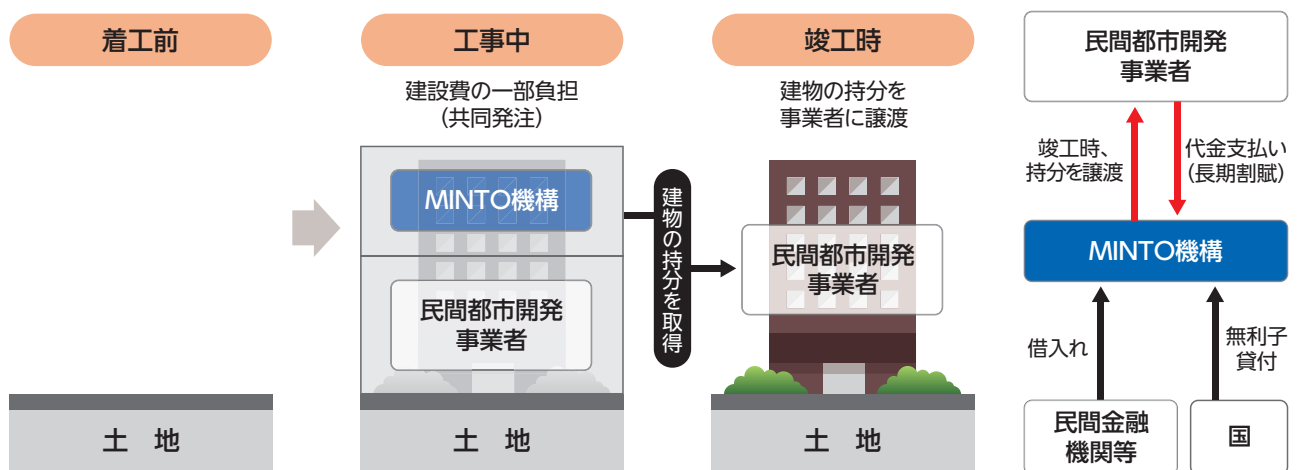 着工前
土 地
工事中
建設費の一部負担
（共同発注）
MINTO機構
民間都市開発
事業者
土 地
建物の持分を取得
竣工時
建物の持分を
事業者に譲渡
民間都市開発
事業者
土 地
民間都市開発
事業者
竣工時、
持分を譲渡
代金支払い
（長期割賦）
MINTO機構
借入れ
無利子
貸付
民間金融
機関等
国